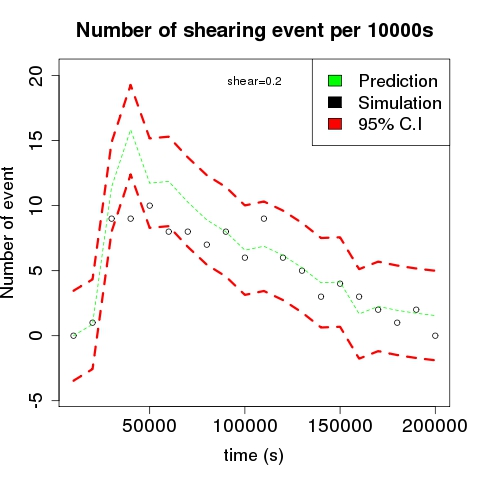 Number of shearing event per 10000s
shear=0.2
Prediction
Simulation
95% C.I
Number of event
20
15
10
5
0
-5
50000 100000 150000 200000
time (s)